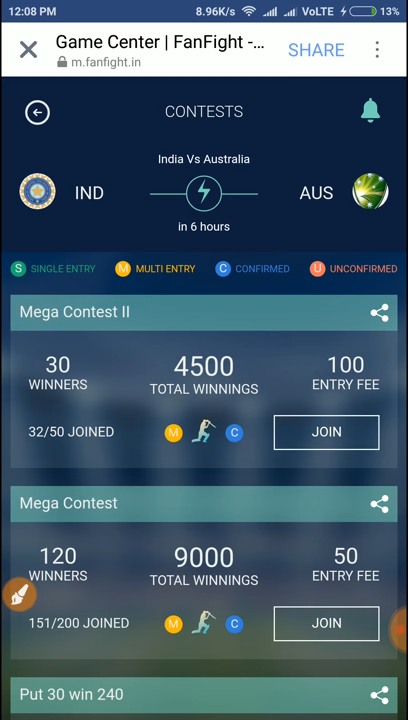 12:08 PM 8.96K/s VoLTE 13%
Game Center | FanFight -...
SHARE
m.fanfight.in
CONTESTS
India Vs Australia
IND AUS
in 6 hours
S SINGLE ENTRY M MULTI ENTRY C CONFIRMED U UNCONFIRMED
Mega Contest II
30 4500 100
WINNERS TOTAL WINNINGS ENTRY FEE
32/50 JOINED M C JOIN
Mega Contest
120 9000 50
WINNERS TOTAL WINNINGS ENTRY FEE
151/200 JOINED M C JOIN
Put 30 win 240